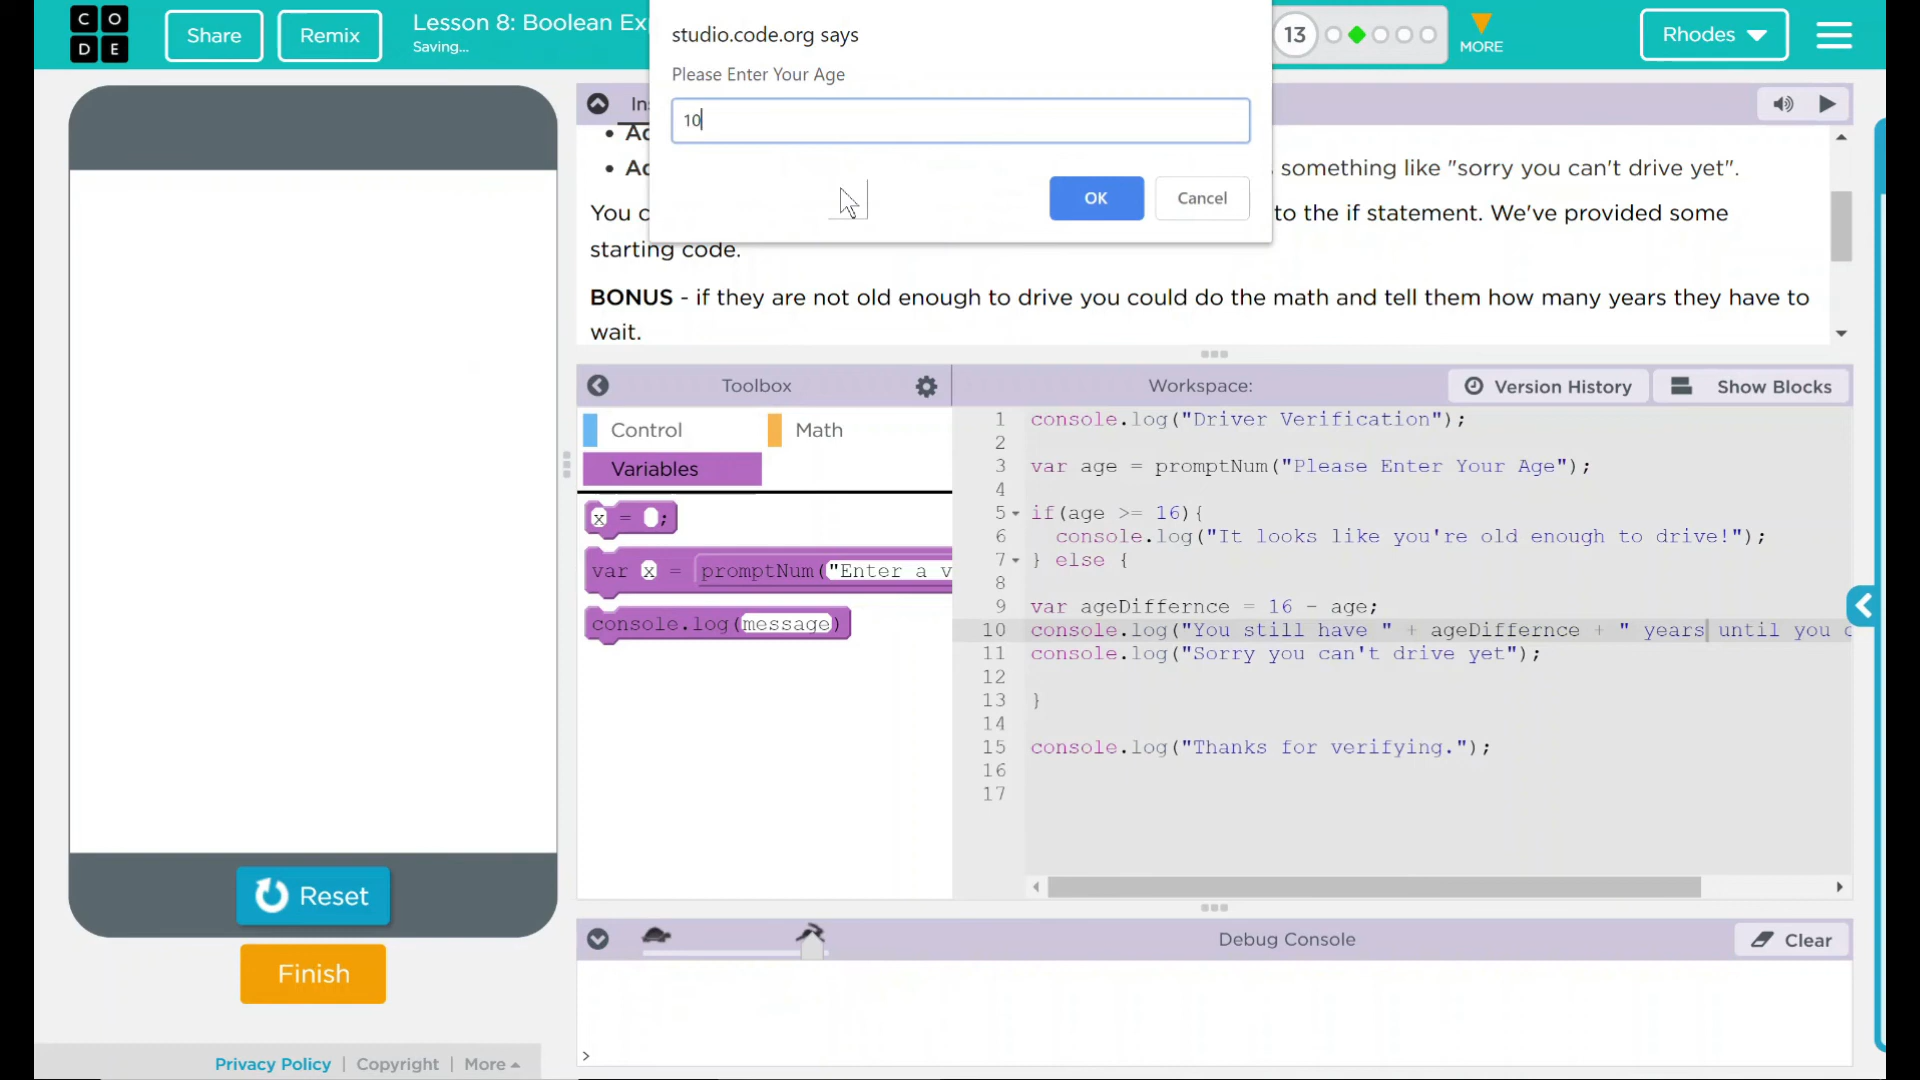 C O
D E
Share
Remix
Lesson 8: Boolean Ex
Saving...
13
MORE
Rhodes
studio.code.org says
Please Enter Your Age
10
OK
Cancel
something like "sorry you can't drive yet".
You
to the if statement. We've provided some
starting code.
BONUS - if they are not old enough to drive you could do the math and tell them how many years they have to
wait.
Toolbox
Workspace:
Version History
Show Blocks
Control
Math
Variables
x = ;
var x = promptNum("Enter a v
console.log(message)
1 console.log("Driver Verification");
2
3 var age = promptNum("Please Enter Your Age");
4
5 if(age >= 16){
6 console.log("It looks like you're old enough to drive!");
7 } else {
8
9 var ageDiffernce = 16 - age;
10 console.log("You still have " + ageDiffernce + " years until you
11 console.log("Sorry you can't drive yet");
12
13 }
14
15 console.log("Thanks for verifying.");
16
17
Reset
Finish
Debug Console
Clear
>
Privacy Policy | Copyright | More